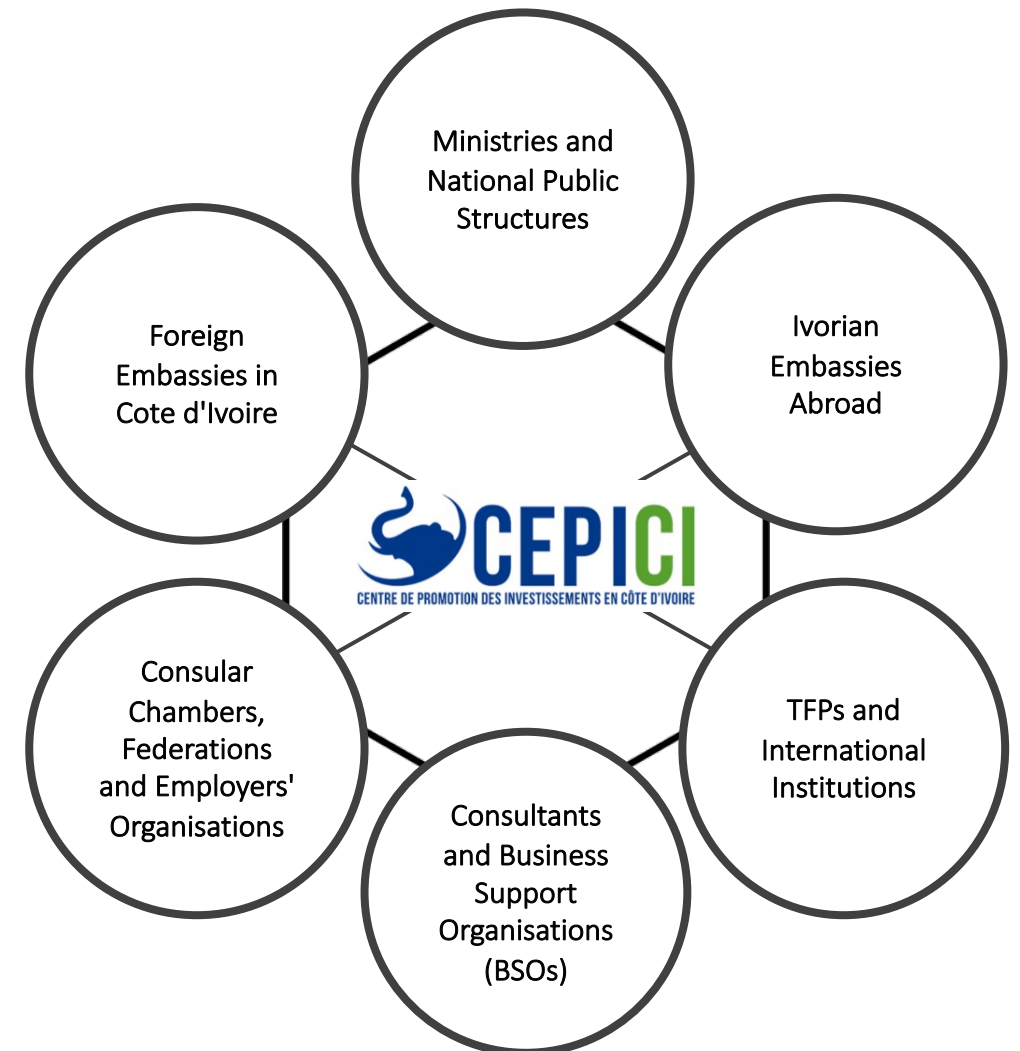 Ministries and
National Public
Structures
Foreign
Embassies in
Cote d'Ivoire
Ivorian
Embassies
Abroad
CEPICI
CENTRE DE PROMOTION DES INVESTISSEMENTS EN CÔTE D'IVOIRE
Consular
Chambers,
Federations
and Employers'
Organisations
TFPs and
International
Institutions
Consultants
and Business
Support
Organisations
(BSOs)